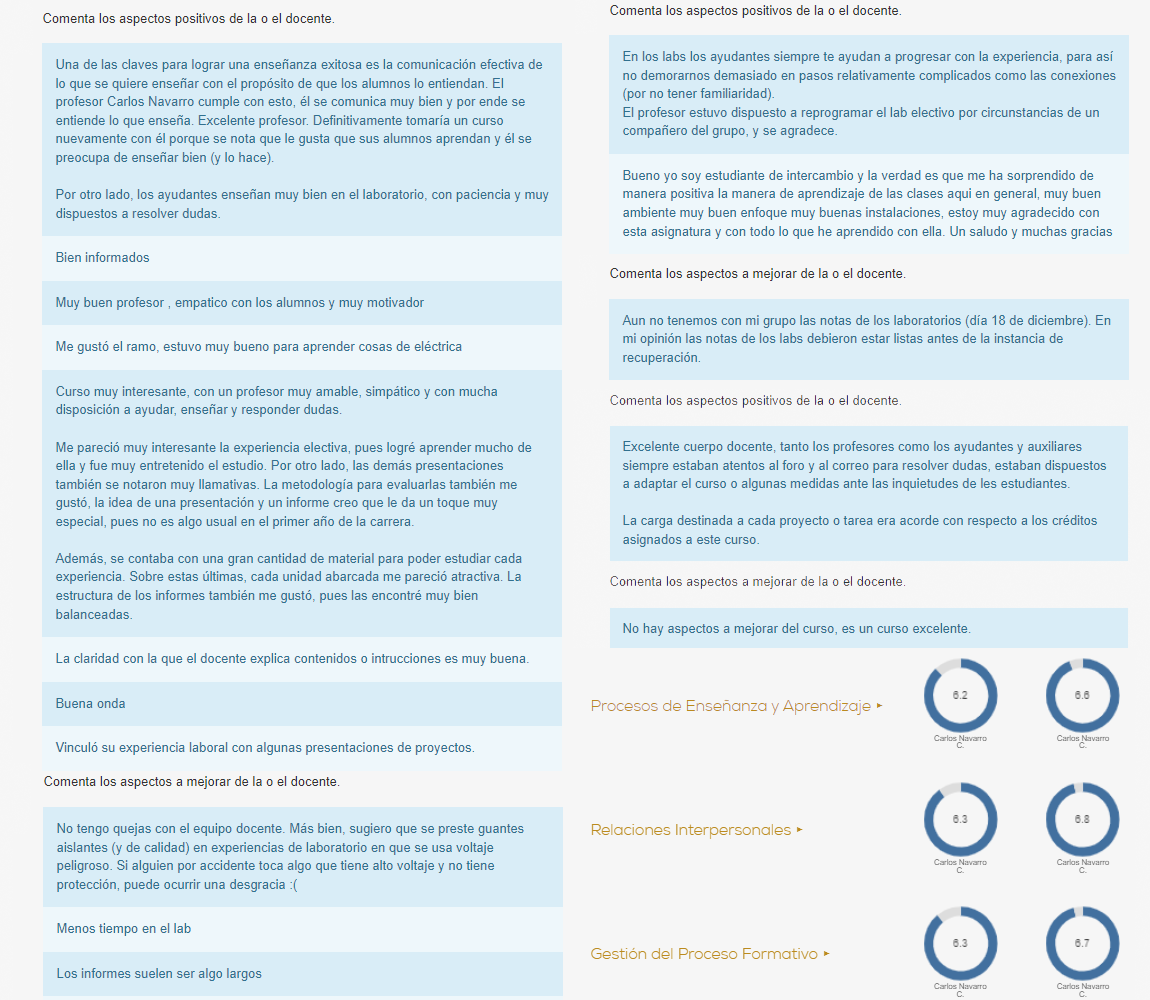 Comenta los aspectos positivos de la o el docente.
Una de las claves para lograr una enseñanza exitosa es la comunicación efectiva de
lo que se quiere enseñar con el propósito de que los alumnos lo entiendan. El
profesor Carlos Navarro cumple con esto, él se comunica muy bien y por ende se
entiende lo que enseña. Excelente profesor. Definitivamente tomaría un curso
nuevamente con él porque se nota que le gusta que sus alumnos aprendan y él se
preocupa de enseñar bien (y lo hace).
Por otro lado, los ayudantes enseñan muy bien en el laboratorio, con paciencia y muy
dispuestos a resolver dudas.
Bien informados
Muy buen profesor , empatico con los alumnos y muy motivador
Me gustó el ramo, estuvo muy bueno para aprender cosas de eléctrica
Curso muy interesante, con un profesor muy amable, simpático y con mucha
disposición a ayudar, enseñar y responder dudas.
Me pareció muy interesante la experiencia electiva, pues logré aprender mucho de
ella y fue muy entretenido el estudio. Por otro lado, las demás presentaciones
también se notaron muy llamativas. La metodología para evaluarlas también me
gustó, la idea de una presentación y un informe creo que le da un toque muy
especial, pues no es algo usual en el primer año de la carrera.
Además, se contaba con una gran cantidad de material para poder estudiar cada
experiencia. Sobre estas últimas, cada unidad abarcada me pareció atractiva. La
estructura de los informes también me gustó, pues las encontré muy bien
balanceadas.
La claridad con la que el docente explica contenidos o intrucciones es muy buena.
Buena onda
Vinculó su experiencia laboral con algunas presentaciones de proyectos.
Comenta los aspectos a mejorar de la o el docente.
No tengo quejas con el equipo docente. Más bien, sugiero que se preste guantes
aislantes (y de calidad) en experiencias de laboratorio en que se usa voltaje
peligroso. Si alguien por accidente toca algo que tiene alto voltaje y no tiene
protección, puede ocurrir una desgracia :(
Menos tiempo en el lab
Los informes suelen ser algo largos
Comenta los aspectos positivos de la o el docente.
En los labs los ayudantes siempre te ayudan a progresar con la experiencia, para así
no demorarnos demasiado en pasos relativamente complicados como las conexiones
(por no tener familiaridad).
El profesor estuvo dispuesto a reprogramar el lab electivo por circunstancias de un
compañero del grupo, y se agradece.
Bueno yo soy estudiante de intercambio y la verdad es que me ha sorprendido de
manera positiva la manera de aprendizaje de las clases aqui en general, muy buen
ambiente muy buen enfoque muy buenas instalaciones, estoy muy agradecido con
esta asignatura y con todo lo que he aprendido con ella. Un saludo y muchas gracias
Comenta los aspectos a mejorar de la o el docente.
Aun no tenemos con mi grupo las notas de los laboratorios (día 18 de diciembre). En
mi opinión las notas de los labs debieron estar listas antes de la instancia de
recuperación.
Comenta los aspectos positivos de la o el docente.
Excelente cuerpo docente, tanto los profesores como los ayudantes y auxiliares
siempre estaban atentos al foro y al correo para resolver dudas, estaban dispuestos
a adaptar el curso o algunas medidas ante las inquietudes de les estudiantes.
La carga destinada a cada proyecto o tarea era acorde con respecto a los créditos
asignados a este curso.
Comenta los aspectos a mejorar de la o el docente.
No hay aspectos a mejorar del curso, es un curso excelente.
Procesos de Enseñanza y Aprendizaje
6.2
6.6
Carlos Navarro
C.
Carlos Navarro
C.
Relaciones Interpersonales
6.3
6.8
Carlos Navarro
C.
Carlos Navarro
C.
Gestión del Proceso Formativo
6.3
6.7
Carlos Navarro
C.
Carlos Navarro
C.